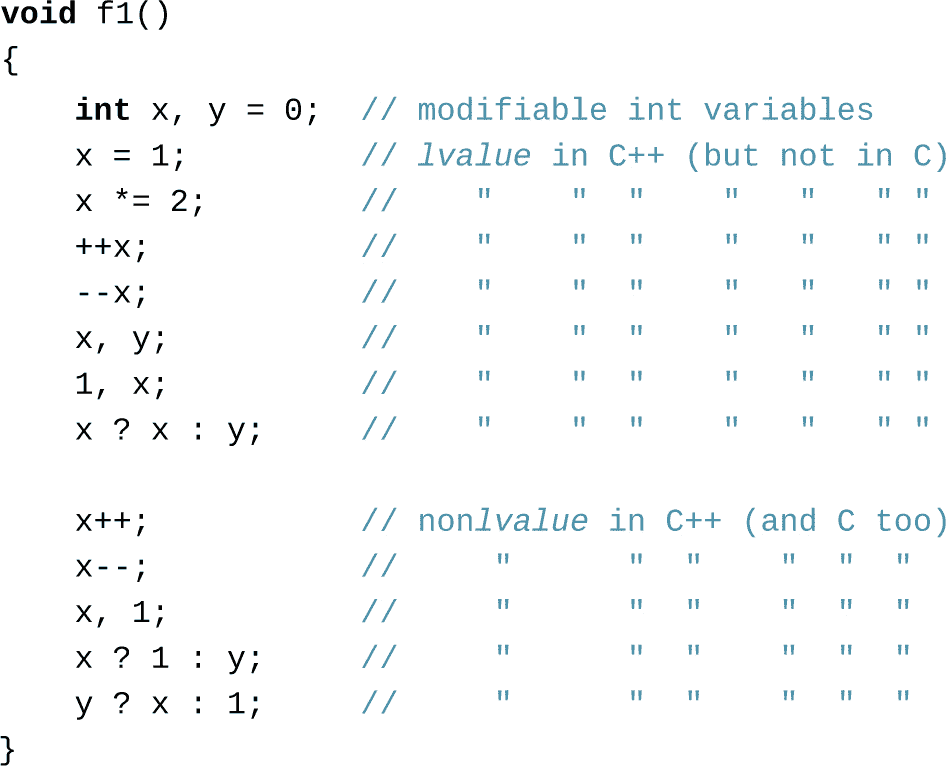 void f1()
{
    int x, y = 0;  // modifiable int variables
    x = 1;         // lvalue in C++ (but not in C)
    x *= 2;        //    "    "  "    "   "   " "
    ++x;           //    "    "  "    "   "   " "
    --x;           //    "    "  "    "   "   " "
    x, y;          //    "    "  "    "   "   " "
    1, x;          //    "    "  "    "   "   " "
    x ? x : y;     //    "    "  "    "   "   " "

    x++;           // nonlvalue in C++ (and C too)
    x--;           //     "      "  "    "  "  "
    x, 1;          //     "      "  "    "  "  "
    x ? 1 : y;     //     "      "  "    "  "  "
    y ? x : 1;     //     "      "  "    "  "  "
}